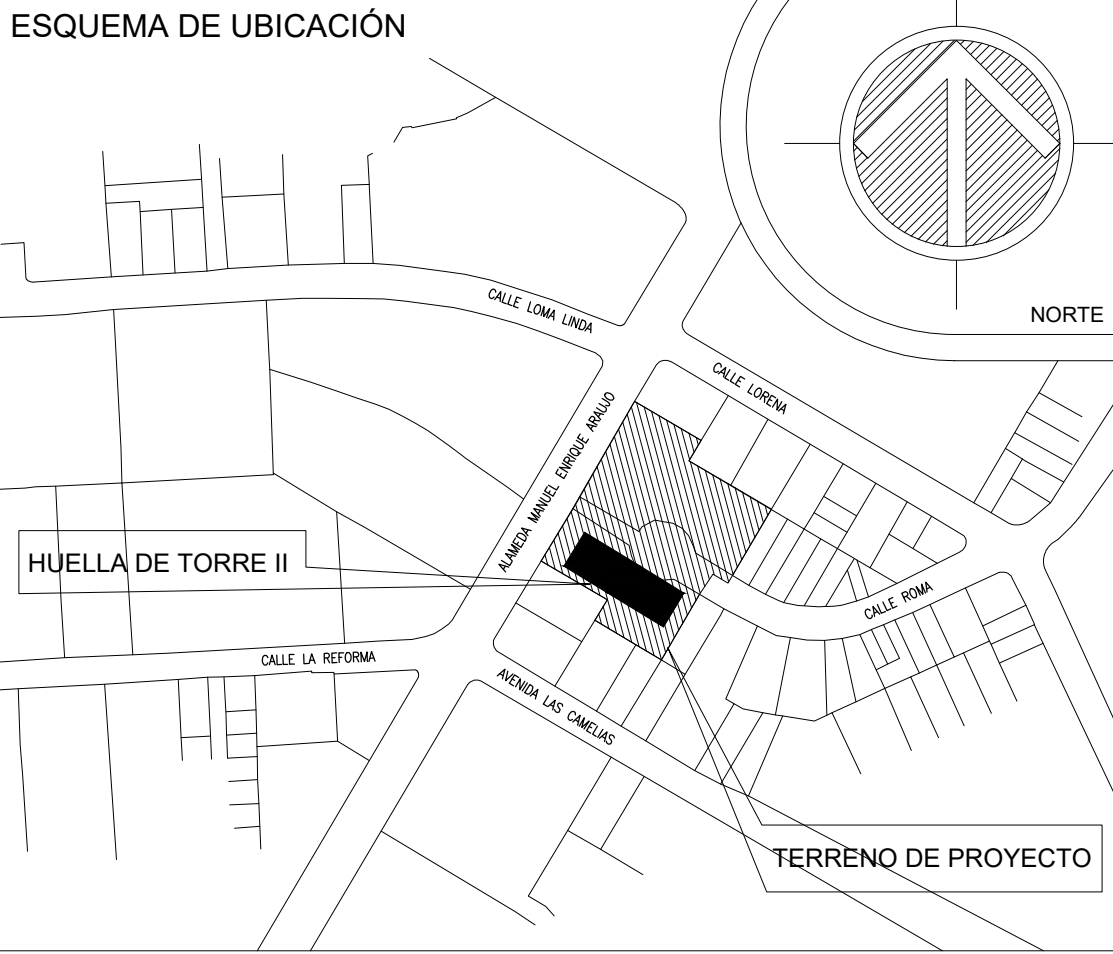 ESQUEMA DE UBICACIÓN
NORTE
CALLE LOMA LINDA
CALLE LORENA
ALAMEDA MANUEL ENRIQUE ARAUJO
HUELLA DE TORRE II
CALLE ROMA
CALLE LA REFORMA
AVENIDA LAS CAMELIAS
TERRENO DE PROYECTO